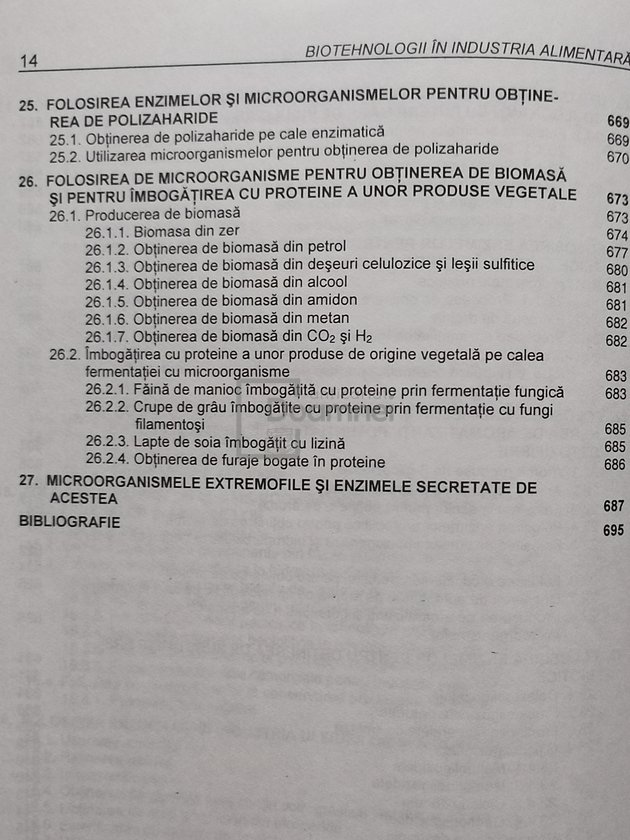 14 BIOTEHNOLOGII ÎN INDUSTRIA ALIMENTARĂ
25. FOLOSIREA ENZIMELOR ŞI MICROORGANISMELOR PENTRU OBŢINE-
REA DE POLIZAHARIDE 669
25.1. Obţinerea de polizaharide pe cale enzimatică 669
25.2. Utilizarea microorganismelor pentru obţinerea de polizaharide 670
26. FOLOSIREA DE MICROORGANISME PENTRU OBŢINEREA DE BIOMASĂ
ŞI PENTRU ÎMBOGĂŢIREA CU PROTEINE A UNOR PRODUSE VEGETALE 673
26.1. Producerea de biomasă 673
26.1.1. Biomasa din zer 674
26.1.2. Obţinerea de biomasă din petrol 677
26.1.3. Obţinerea de biomasă din deşeuri celulozice şi leşii sulfitice 680
26.1.4. Obţinerea de biomasă din alcool 681
26.1.5. Obţinerea de biomasă din amidon 681
26.1.6. Obţinerea de biomasă din metan 682
26.1.7. Obţinerea de biomasă din CO₂ şi H₂ 682
26.2. Îmbogăţirea cu proteine a unor produse de origine vegetală pe calea
fermentaţiei cu microorganisme 683
26.2.1. Făină de manioc îmbogăţită cu proteine prin fermentaţie fungică 683
26.2.2. Crupe de grâu îmbogăţite cu proteine prin fermentaţie cu fungi
filamentoşi 685
26.2.3. Lapte de soia îmbogăţit cu lizină 685
26.2.4. Obţinerea de furaje bogate în proteine 686
27. MICROORGANISMELE EXTREMOFILE ŞI ENZIMELE SECRETATE DE
ACESTEA 687
BIBLIOGRAFIE 695